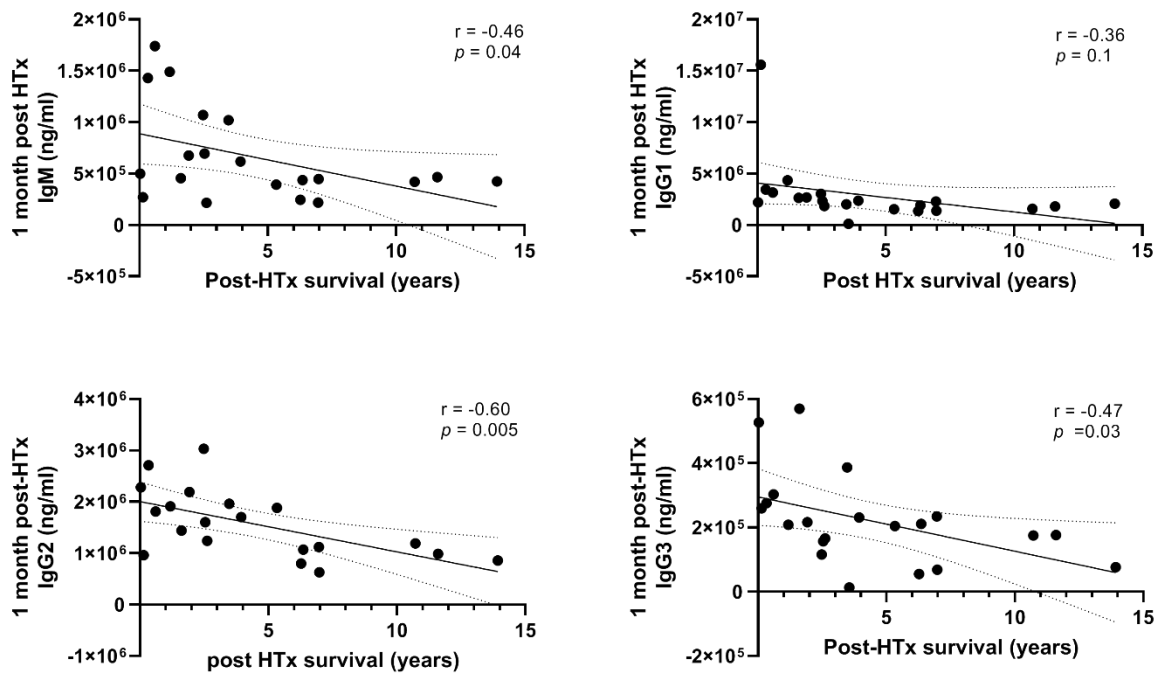 1 month post HTx
IgM (ng/ml)
2×10⁶
1.5×10⁶
1×10⁶
5×10⁵
0
-5×10⁵
5
10
15
r = -0.46
p = 0.04
Post-HTx survival (years)
1 month post HTx
IgG1 (ng/ml)
2×10⁷
1.5×10⁷
1×10⁷
5×10⁶
0
-5×10⁶
5
10
15
r = -0.36
p = 0.1
Post HTx survival (years)
1 month post-HTx
IgG2 (ng/ml)
4×10⁶
3×10⁶
2×10⁶
1×10⁶
0
-1×10⁶
5
10
15
r = -0.60
p = 0.005
post HTx survival (years)
1 month post-HTx
IgG3 (ng/ml)
6×10⁵
4×10⁵
2×10⁵
0
-2×10⁵
5
10
15
r = -0.47
p =0.03
Post-HTx survival (years)